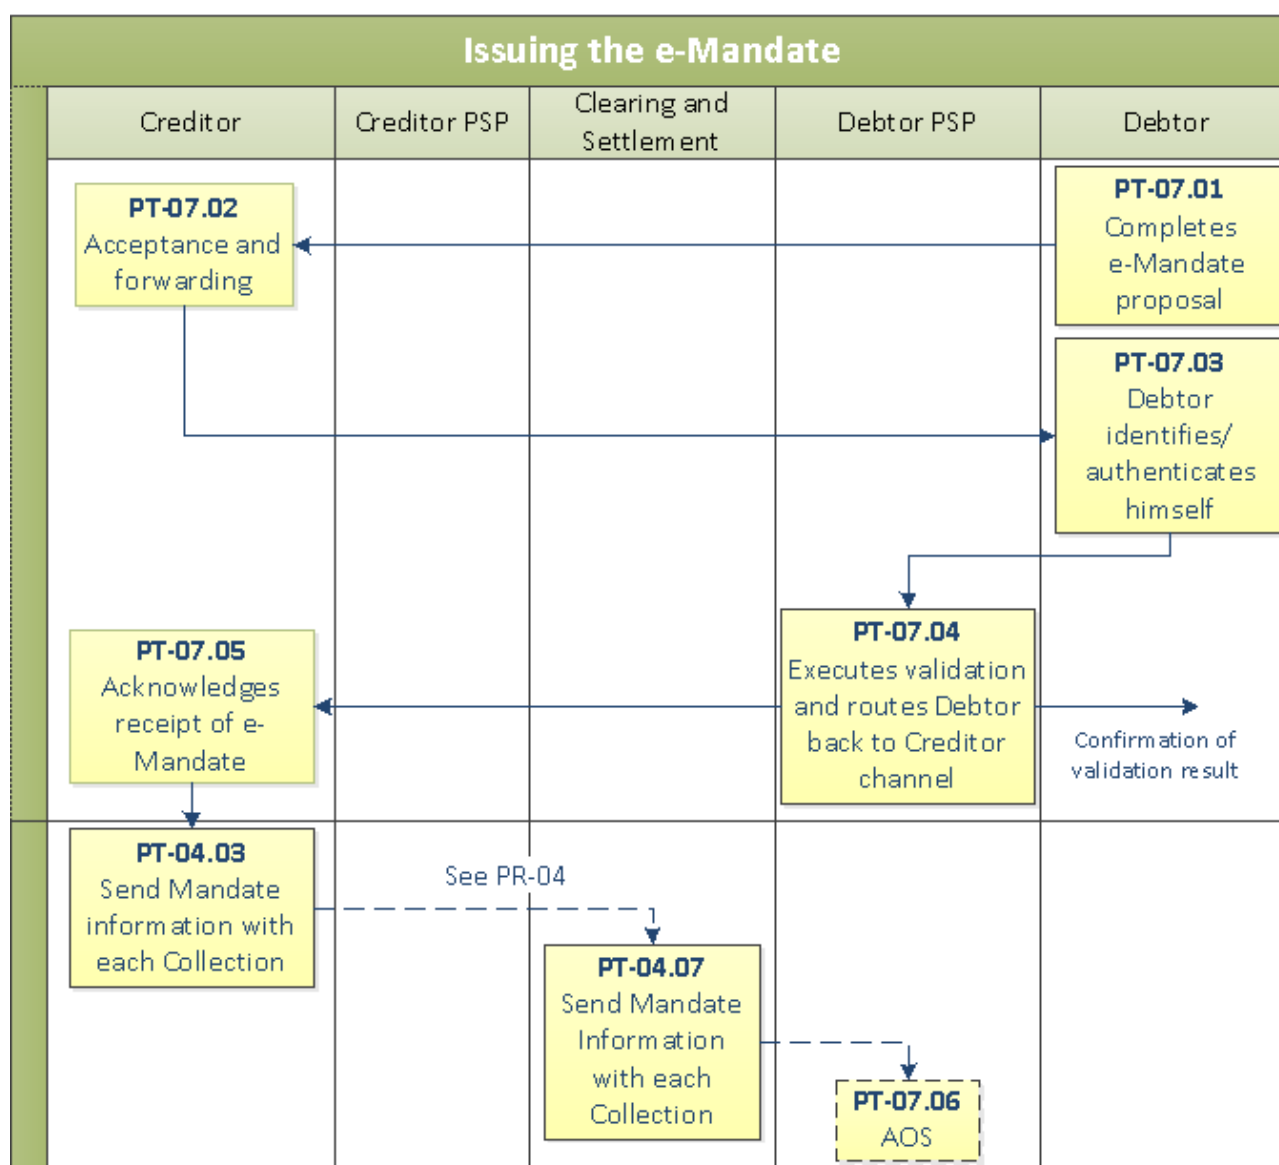 Issuing the e-Mandate
Creditor
Creditor PSP
Clearing and
Settlement
Debtor PSP
Debtor
PT-07.01
Completes
e-Mandate
proposal
PT-07.02
Acceptance and
forwarding
PT-07.03
Debtor
identifies/
authenticates
himself
PT-07.04
Executes validation
and routes Debtor
back to Creditor
channel
Confirmation of
validation result
PT-07.05
Acknowledges
receipt of e-
Mandate
PT-04.03
Send Mandate
information with
each Collection
See PR-04
PT-04.07
Send Mandate
Information
with each
Collection
PT-07.06
AOS